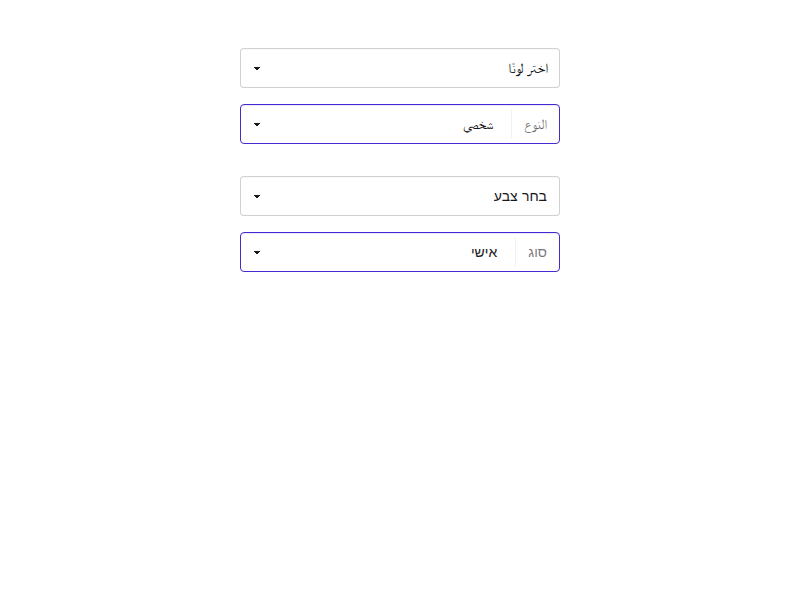 اختر لونًا
النوع شخصي
בחר צבע
סוג אישי